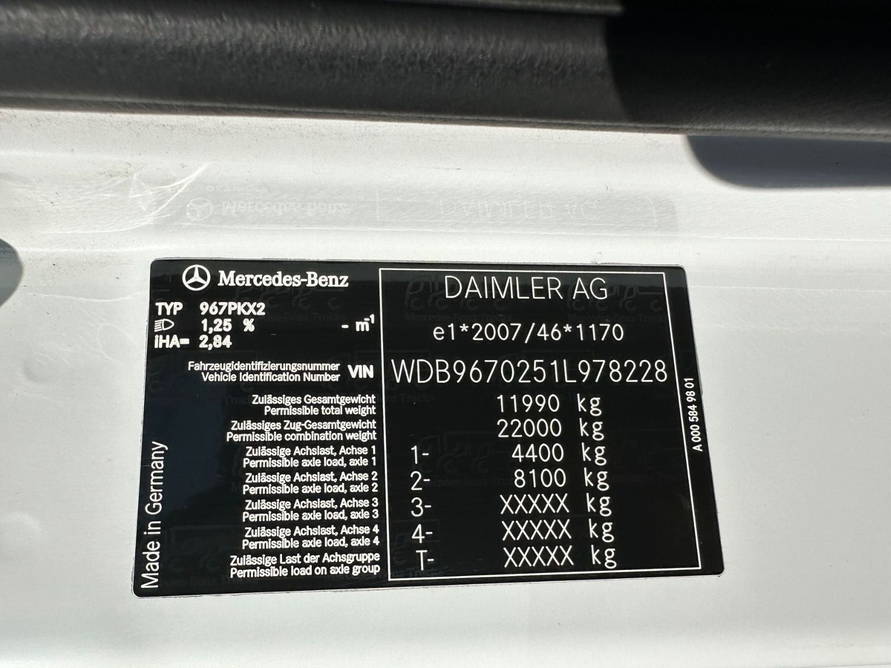 Mercedes-Benz
TYP 967PKX2
1,25 % - m⁻¹
iHA= 2,84
DAIMLER AG
e1*2007/46*1170
Fahrzeugidentifizierungsnummer
Vehicle Identification Number VIN WDB9670251L978228
Zulässiges Gesamtgewicht
Permissible total weight 11990 kg
Zulässiges Zug-Gesamtgewicht
Permissible combination weight 22000 kg
Zulässige Achslast, Achse 1
Permissible axle load, axle 1 1- 4400 kg
Zulässige Achslast, Achse 2
Permissible axle load, axle 2 2- 8100 kg
Zulässige Achslast, Achse 3
Permissible axle load, axle 3 3- XXXXX kg
Zulässige Achslast, Achse 4
Permissible axle load, axle 4 4- XXXXX kg
Zulässige Last der Achsgruppe
Permissible load on axle group T- XXXXX kg
Made in Germany
A 000 584 98 01